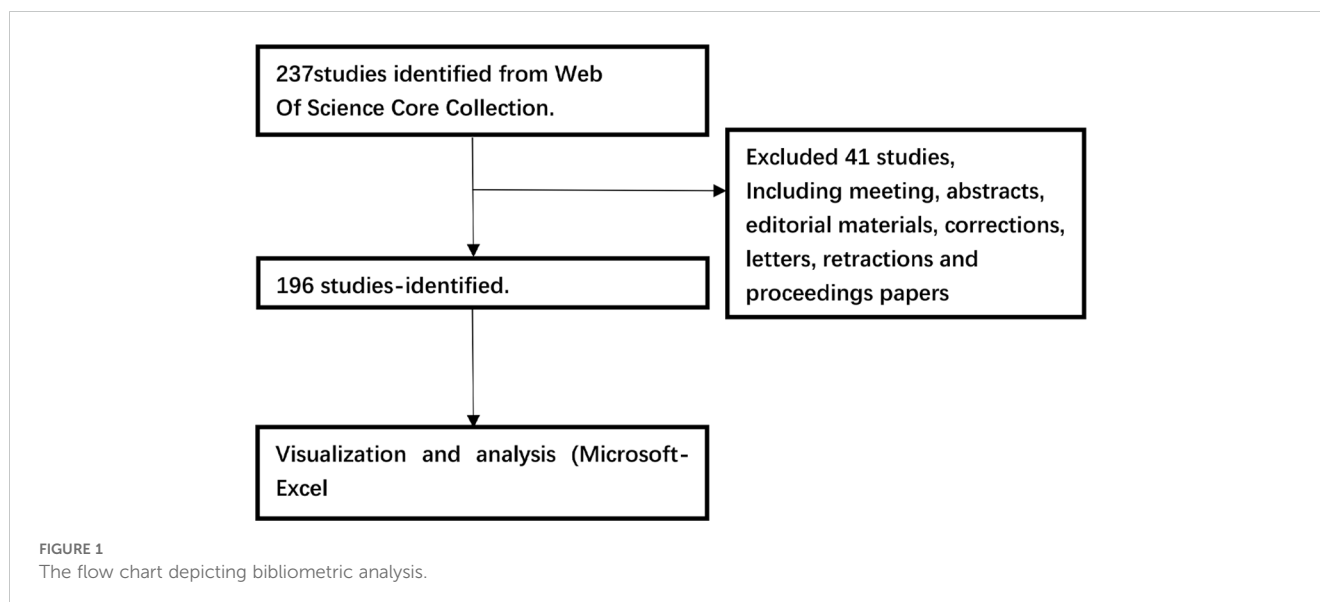 237studies identified from Web
Of Science Core Collection.
Excluded 41 studies,
Including meeting, abstracts,
editorial materials, corrections,
letters, retractions and
proceedings papers
196 studies-identified.
Visualization and analysis (Microsoft-
Excel
FIGURE 1
The flow chart depicting bibliometric analysis.